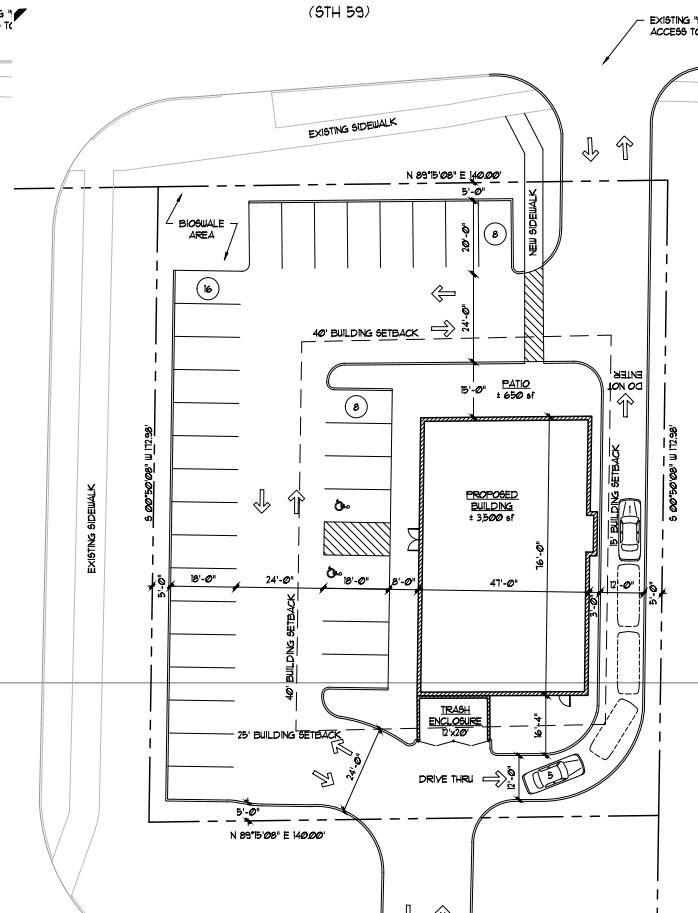 (STH 59)
EXISTING
ACCESS TO
EXISTING SIDEWALK
N 89°15'08" E 140.00'
5'-0"
BIOSWALE
AREA
20'-0"
8
NEW SIDEWALK
16
24'-0"
40' BUILDING SETBACK
15'-0"
PATIO
± 650 sf
DO NOT
ENTER
8
S 00°50'08" W 172.98'
EXISTING SIDEWALK
PROPOSED
BUILDING
± 3,500 sf
76'-0"
15' BUILDING SETBACK
S 00°50'08" W 172.98'
1
5'-0"
18'-0"
24'-0"
18'-0"
8'-0"
47'-0"
3'-0"
5'-0"
40' BUILDING SETBACK
TRASH
ENCLOSURE
12'x20'
16'-4"
25' BUILDING SETBACK
24'-0"
DRIVE THRU
12'-0"
5
5'-0"
N 89°15'08" E 140.00'